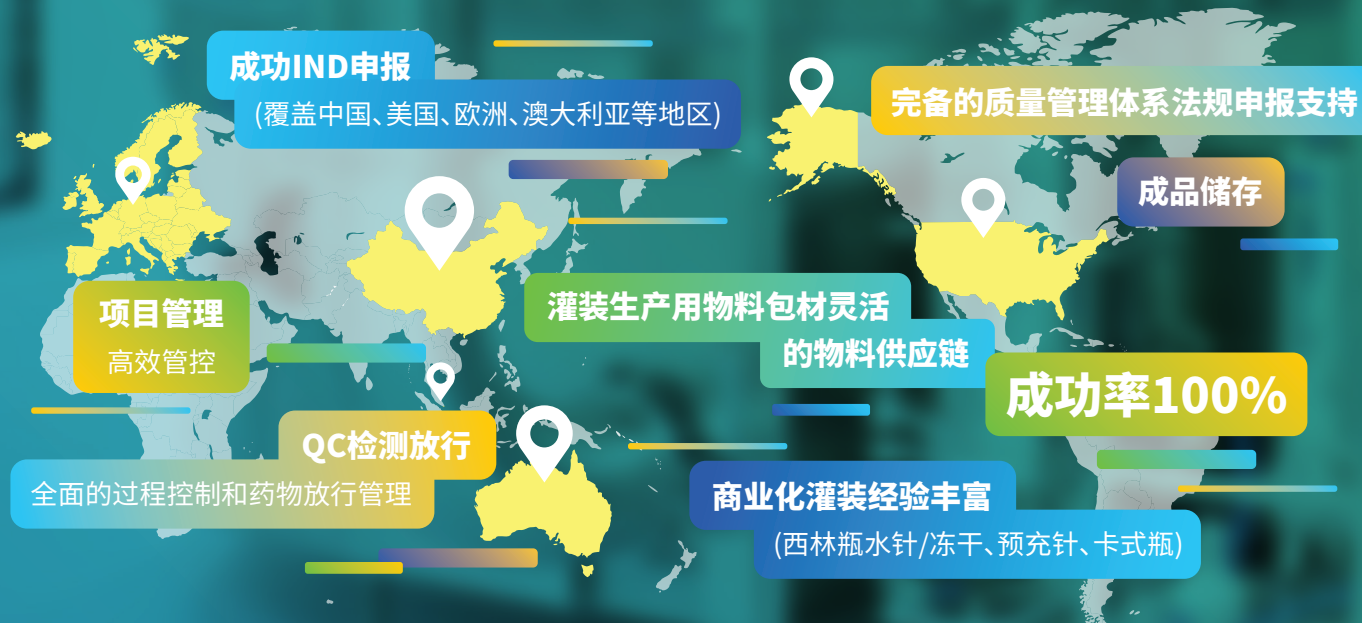 成功IND申报
(覆盖中国、美国、欧洲、澳大利亚等地区)
完备的质量管理体系法规申报支持
成品储存
项目管理
高效管控
灌装生产用物料包材灵活
的物料供应链
成功率100%
QC检测放行
全面的过程控制和药物放行管理
商业化灌装经验丰富
(西林瓶水针/冻干、预充针、卡式瓶)